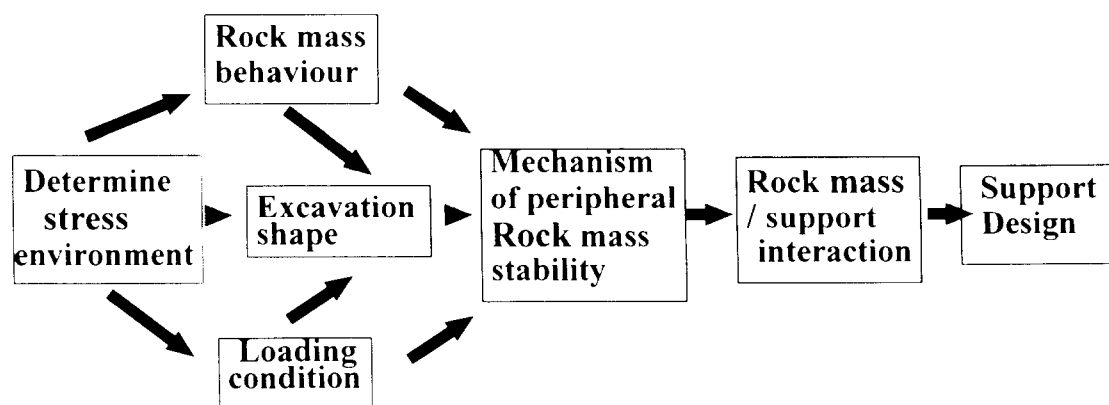 Rock mass
behaviour
Determine
stress
environment
Excavation
shape
Loading
condition
Mechanism
of peripheral
Rock mass
stability
Rock mass
/ support
interaction
Support
Design